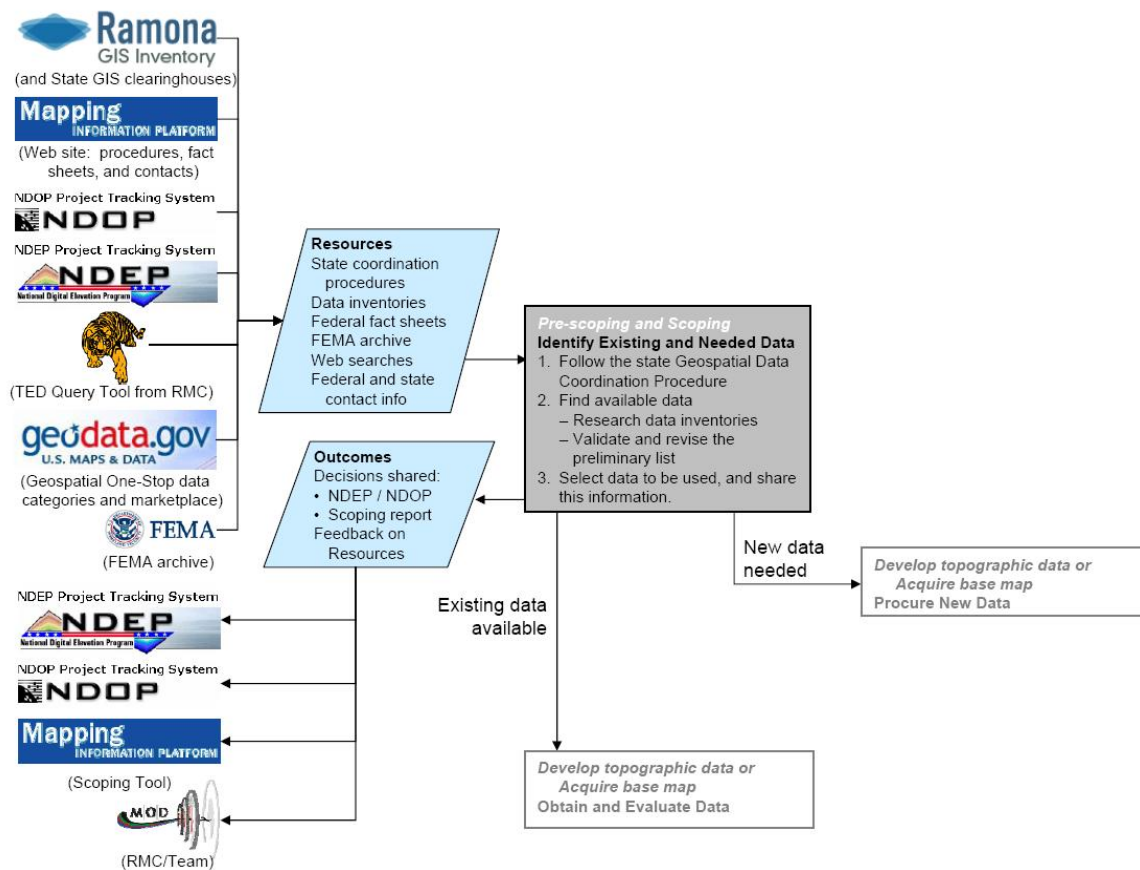 Ramona
GIS Inventory
(and State GIS clearinghouses)
Mapping
INFORMATION PLATFORM
(Web site: procedures, fact
sheets, and contacts)
NDOP Project Tracking System
NDOP
NDEP Project Tracking System
NDEP
National Digital Elevation Program
(TED Query Tool from RMC)
geodata.gov
U.S. MAPS & DATA
(Geospatial One-Stop data
categories and marketplace)
FEMA
(FEMA archive)
Resources
State coordination
procedures
Data inventories
Federal fact sheets
FEMA archive
Web searches
Federal and state
contact info
Pre-scoping and Scoping
Identify Existing and Needed Data
1. Follow the state Geospatial Data
Coordination Procedure
2. Find available data
– Research data inventories
– Validate and revise the
preliminary list
3. Select data to be used, and share
this information.
Outcomes
Decisions shared:
• NDEP / NDOP
• Scoping report
Feedback on
Resources
New data
needed
Develop topographic data or
Acquire base map
Procure New Data
Existing data
available
Develop topographic data or
Acquire base map
Obtain and Evaluate Data
NDEP Project Tracking System
NDEP
National Digital Elevation Program
NDOP Project Tracking System
NDOP
Mapping
INFORMATION PLATFORM
(Scoping Tool)
MOD
(RMC/Team)